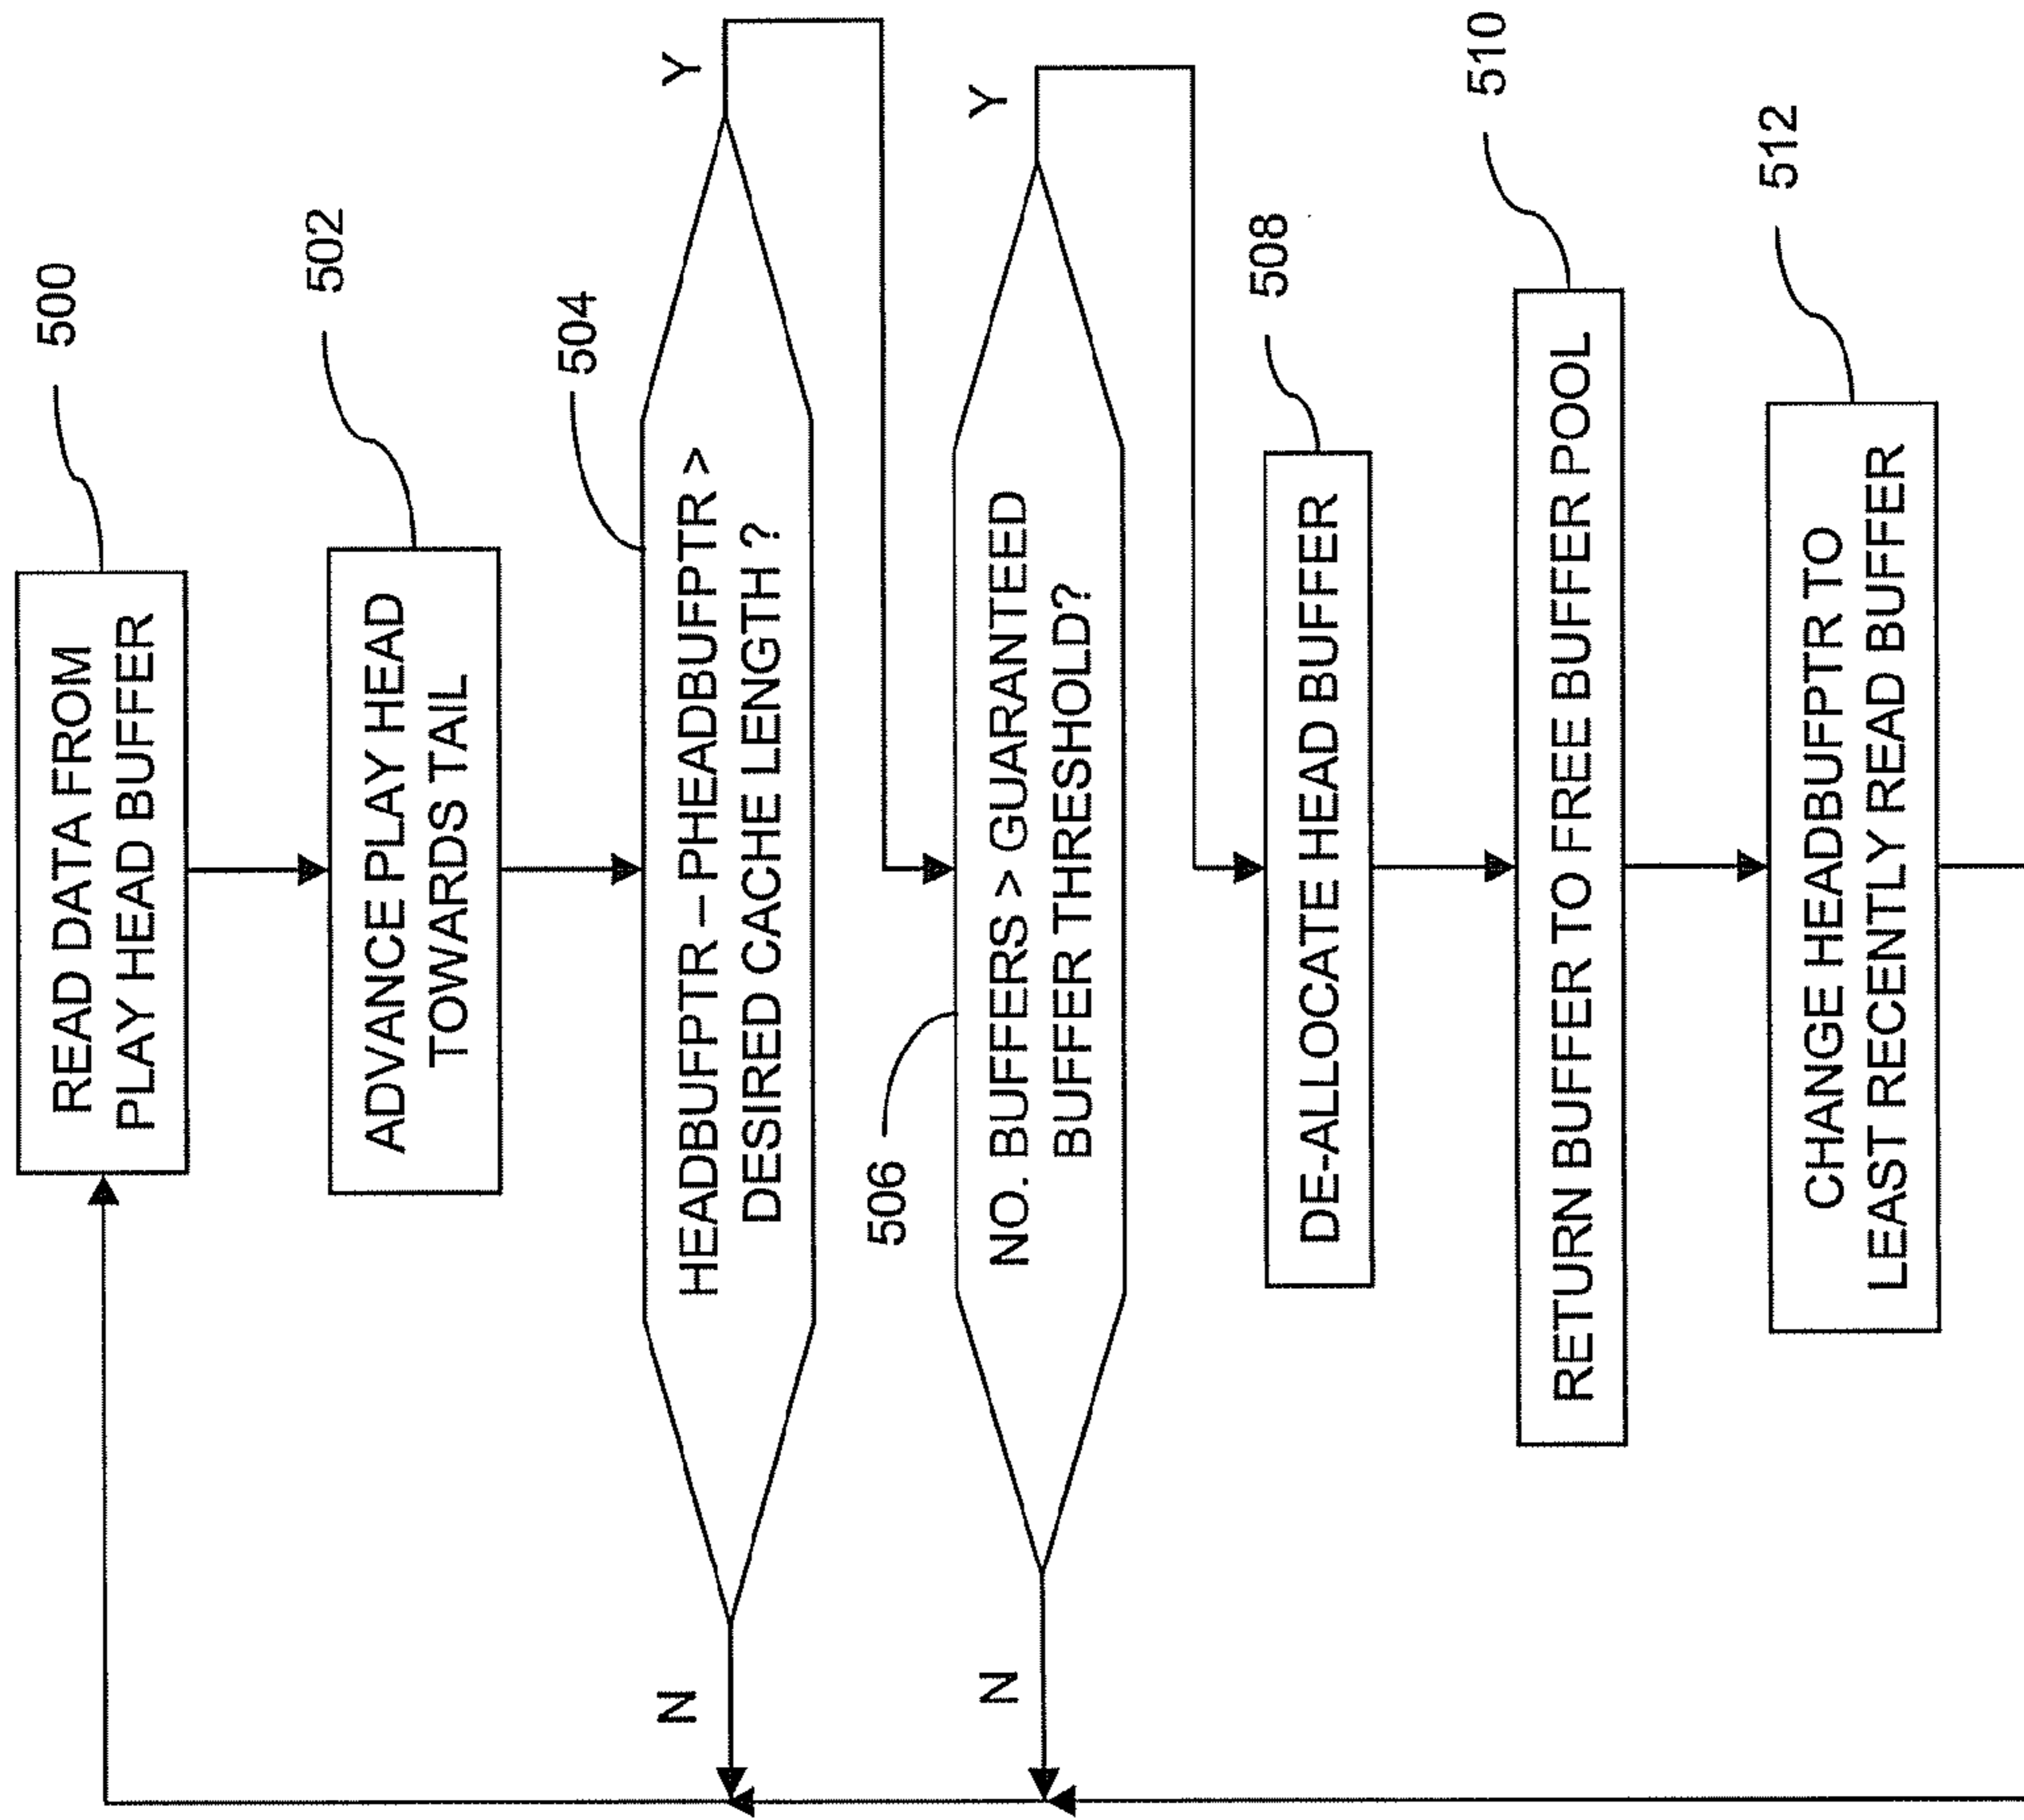 500
READ DATA FROM
PLAY HEAD BUFFER
502
ADVANCE PLAY HEAD
TOWARDS TAIL
504
HEADBUFPTR – PHEADBUFPTR >
DESIRED CACHE LENGTH ?
Y
N
506
NO. BUFFERS > GUARANTEED
BUFFER THRESHOLD?
Y
N
508
DE-ALLOCATE HEAD BUFFER
510
RETURN BUFFER TO FREE BUFFER POOL
512
CHANGE HEADBUFPTR TO
LEAST RECENTLY READ BUFFER